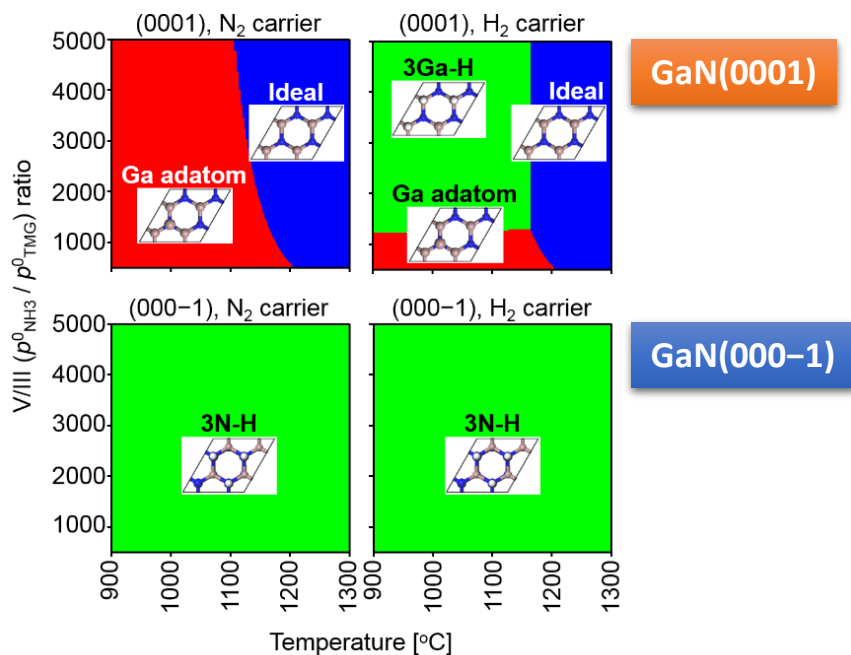 (0001), N₂ carrier
(0001), H₂ carrier
GaN(0001)
5000
4000
3000
2000
1000
Ideal
Ga adatom
3Ga-H
Ideal
Ga adatom
V/III (p⁰NH3 / p⁰TMG) ratio
(000−1), N₂ carrier
(000−1), H₂ carrier
GaN(000−1)
5000
4000
3000
2000
1000
3N-H
3N-H
900
1000
1100
1200
1300
900
1000
1100
1200
1300
Temperature [°C]